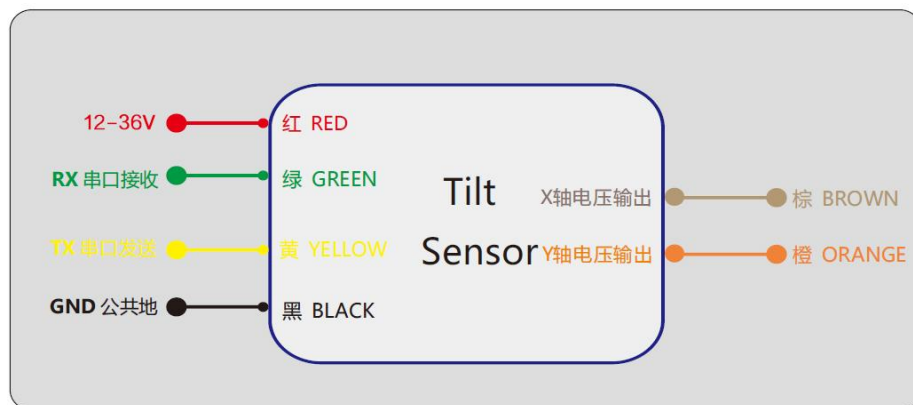 12-36V 红 RED
RX 串口接收 绿 GREEN
TX 串口发送 黄 YELLOW
GND 公共地 黑 BLACK
Tilt
Sensor
X轴电压输出 棕 BROWN
Y轴电压输出 橙 ORANGE